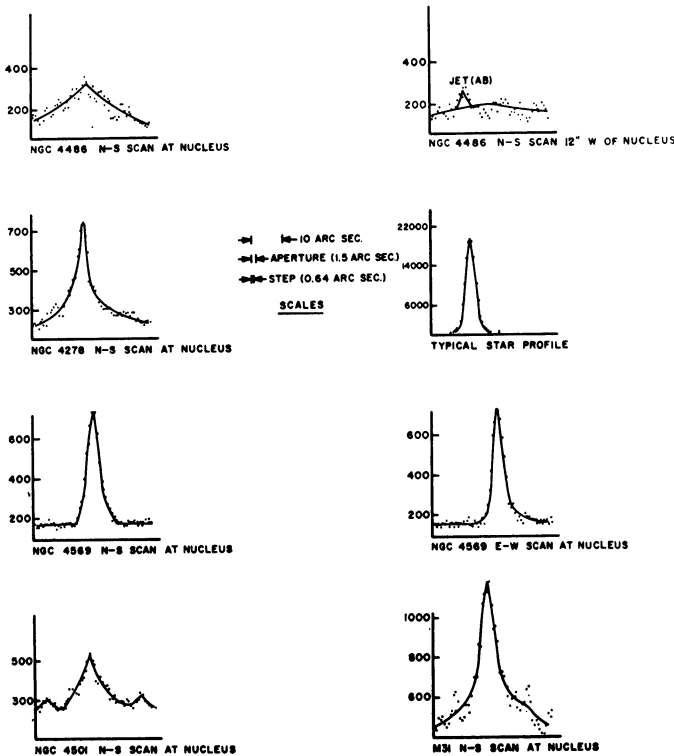 400
200
NGC 4486 N-S SCAN AT NUCLEUS
JET (AB)
400
200
NGC 4486 N-S SCAN 12" W OF NUCLEUS
700
500
300
NGC 4278 N-S SCAN AT NUCLEUS
10 ARC SEC.
APERTURE (1.5 ARC SEC.)
STEP (0.64 ARC SEC.)
SCALES
22000
14000
6000
TYPICAL STAR PROFILE
600
400
200
NGC 4569 N-S SCAN AT NUCLEUS
600
400
200
NGC 4569 E-W SCAN AT NUCLEUS
500
300
NGC 4501 N-S SCAN AT NUCLEUS
1000
800
600
M31 N-S SCAN AT NUCLEUS